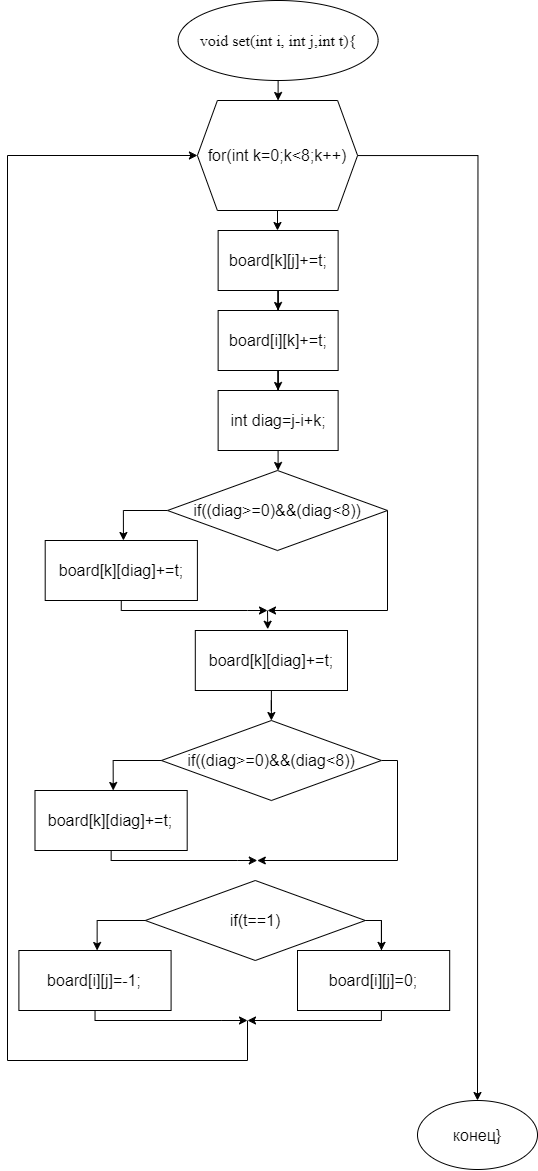 void set(int i, int j,int t){
for(int k=0;k<8;k++)
board[k][j]+=t;
board[i][k]+=t;
int diag=j-i+k;
if((diag>=0)&&(diag<8))
board[k][diag]+=t;
board[k][diag]+=t;
if((diag>=0)&&(diag<8))
board[k][diag]+=t;
if(t==1)
board[i][j]=-1;
board[i][j]=0;
конец}